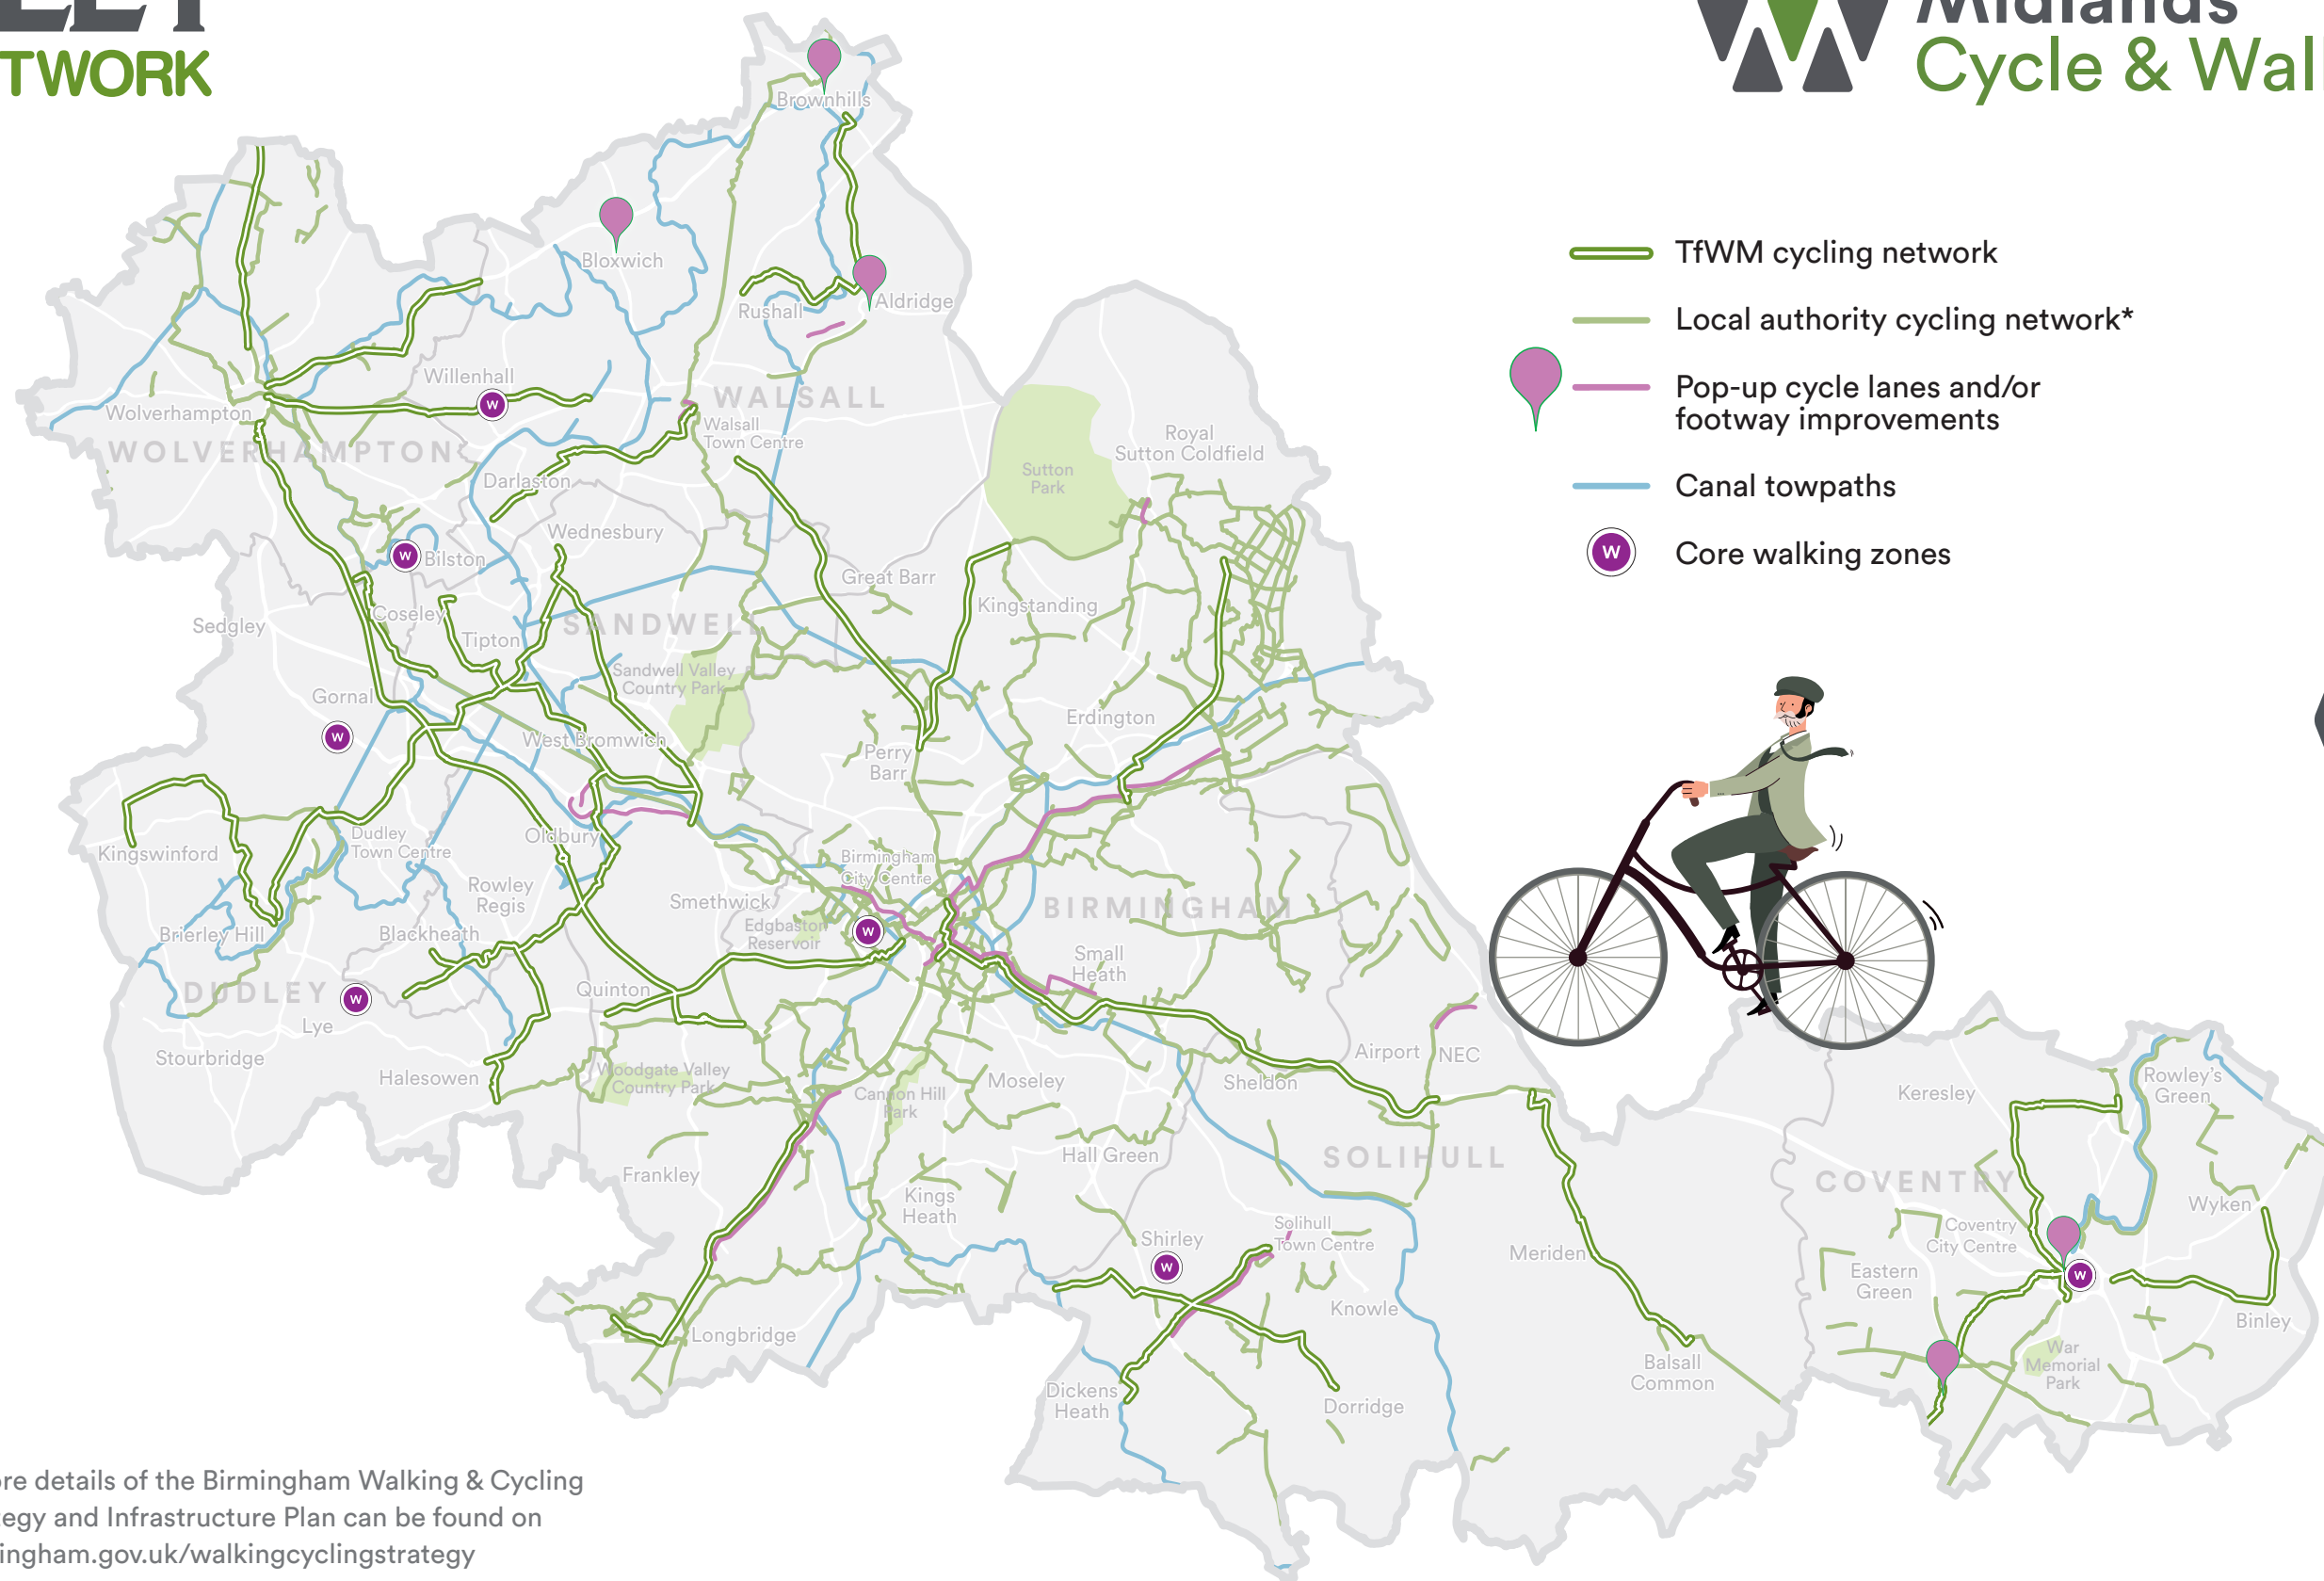 TWORK
Midlands
Cycle & Wal
TfWM cycling network
Local authority cycling network*
Pop-up cycle lanes and/or
footway improvements
Canal towpaths
W
Core walking zones
Brownhills
Bloxwich
Rushall
Aldridge
Willenhall
W
WALSALL
Wolverhampton
WOLVERHAMPTON
Walsall
Town Centre
Royal
Sutton Coldfield
Sutton
Park
Darlaston
Wednesbury
W
Bilston
Great Barr
Kingstanding
Coseley
Sedgley
Tipton
SANDWELL
Sandwell Valley
Country Park
Gornal
W
West Bromwich
Erdington
Perry
Barr
Dudley
Town Centre
Oldbury
Kingswinford
Birmingham
City Centre
Rowley
Regis
Smethwick
BIRMINGHAM
Edgbaston
Reservoir
W
Brierley Hill
Blackheath
Small
Heath
DUDLEY
W
Quinton
Lye
Stourbridge
Halesowen
Woodgate Valley
Country Park
Cannon Hill
Park
Moseley
Sheldon
Airport
NEC
Keresley
Rowley's
Green
Hall Green
SOLIHULL
Frankley
Kings
Heath
COVENTRY
Wyken
Shirley
W
Solihull
Town Centre
Meriden
Coventry
City Centre
W
Eastern
Green
Knowle
Longbridge
Binley
Balsall
Common
War
Memorial
Park
Dickens
Heath
Dorridge
re details of the Birmingham Walking & Cycling
egy and Infrastructure Plan can be found on
ingham.gov.uk/walkingcyclingstrategy